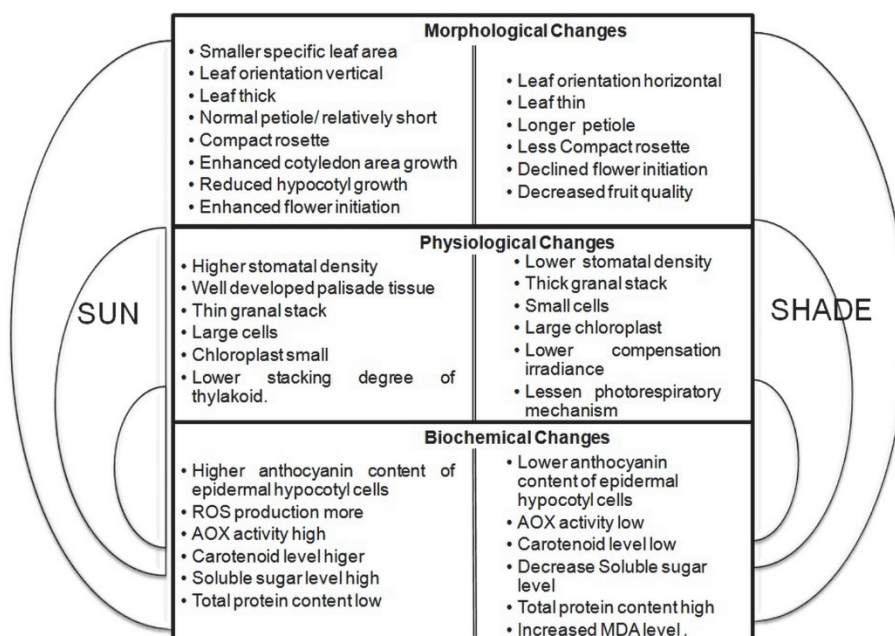 Morphological Changes
• Smaller specific leaf area
• Leaf orientation vertical
• Leaf thick
• Normal petiole/ relatively short
• Compact rosette
• Enhanced cotyledon area growth
• Reduced hypocotyl growth
• Enhanced flower initiation
• Leaf orientation horizontal
• Leaf thin
• Longer petiole
• Less Compact rosette
• Declined flower initiation
• Decreased fruit quality
SUN
Physiological Changes
• Higher stomatal density
• Well developed palisade tissue
• Thin granal stack
• Large cells
• Chloroplast small
• Lower stacking degree of
thylakoid.
• Lower stomatal density
• Thick granal stack
• Small cells
• Large chloroplast
• Lower compensation
irradiance
• Lessen photorespiratory
mechanism
SHADE
Biochemical Changes
• Higher anthocyanin content of
epidermal hypocotyl cells
• ROS production more
• AOX activity high
• Carotenoid level higer
• Soluble sugar level high
• Total protein content low
• Lower anthocyanin
content of epidermal
hypocotyl cells
• AOX activity low
• Carotenoid level low
• Decrease Soluble sugar
level
• Total protein content high
• Increased MDA level .